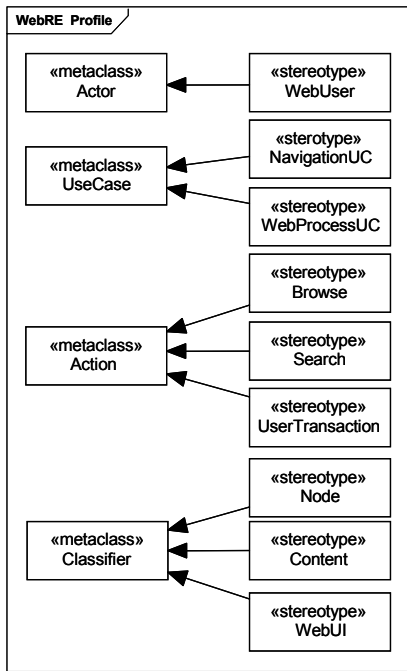 WebRE Profile
«metaclass»
Actor
«stereotype»
WebUser
«metaclass»
UseCase
«sterotype»
NavigationUC
«stereotype»
WebProcessUC
«metaclass»
Action
«stereotype»
Browse
«stereotype»
Search
«stereotype»
UserTransaction
«metaclass»
Classifier
«stereotype»
Node
«stereotype»
Content
«stereotype»
WebUI